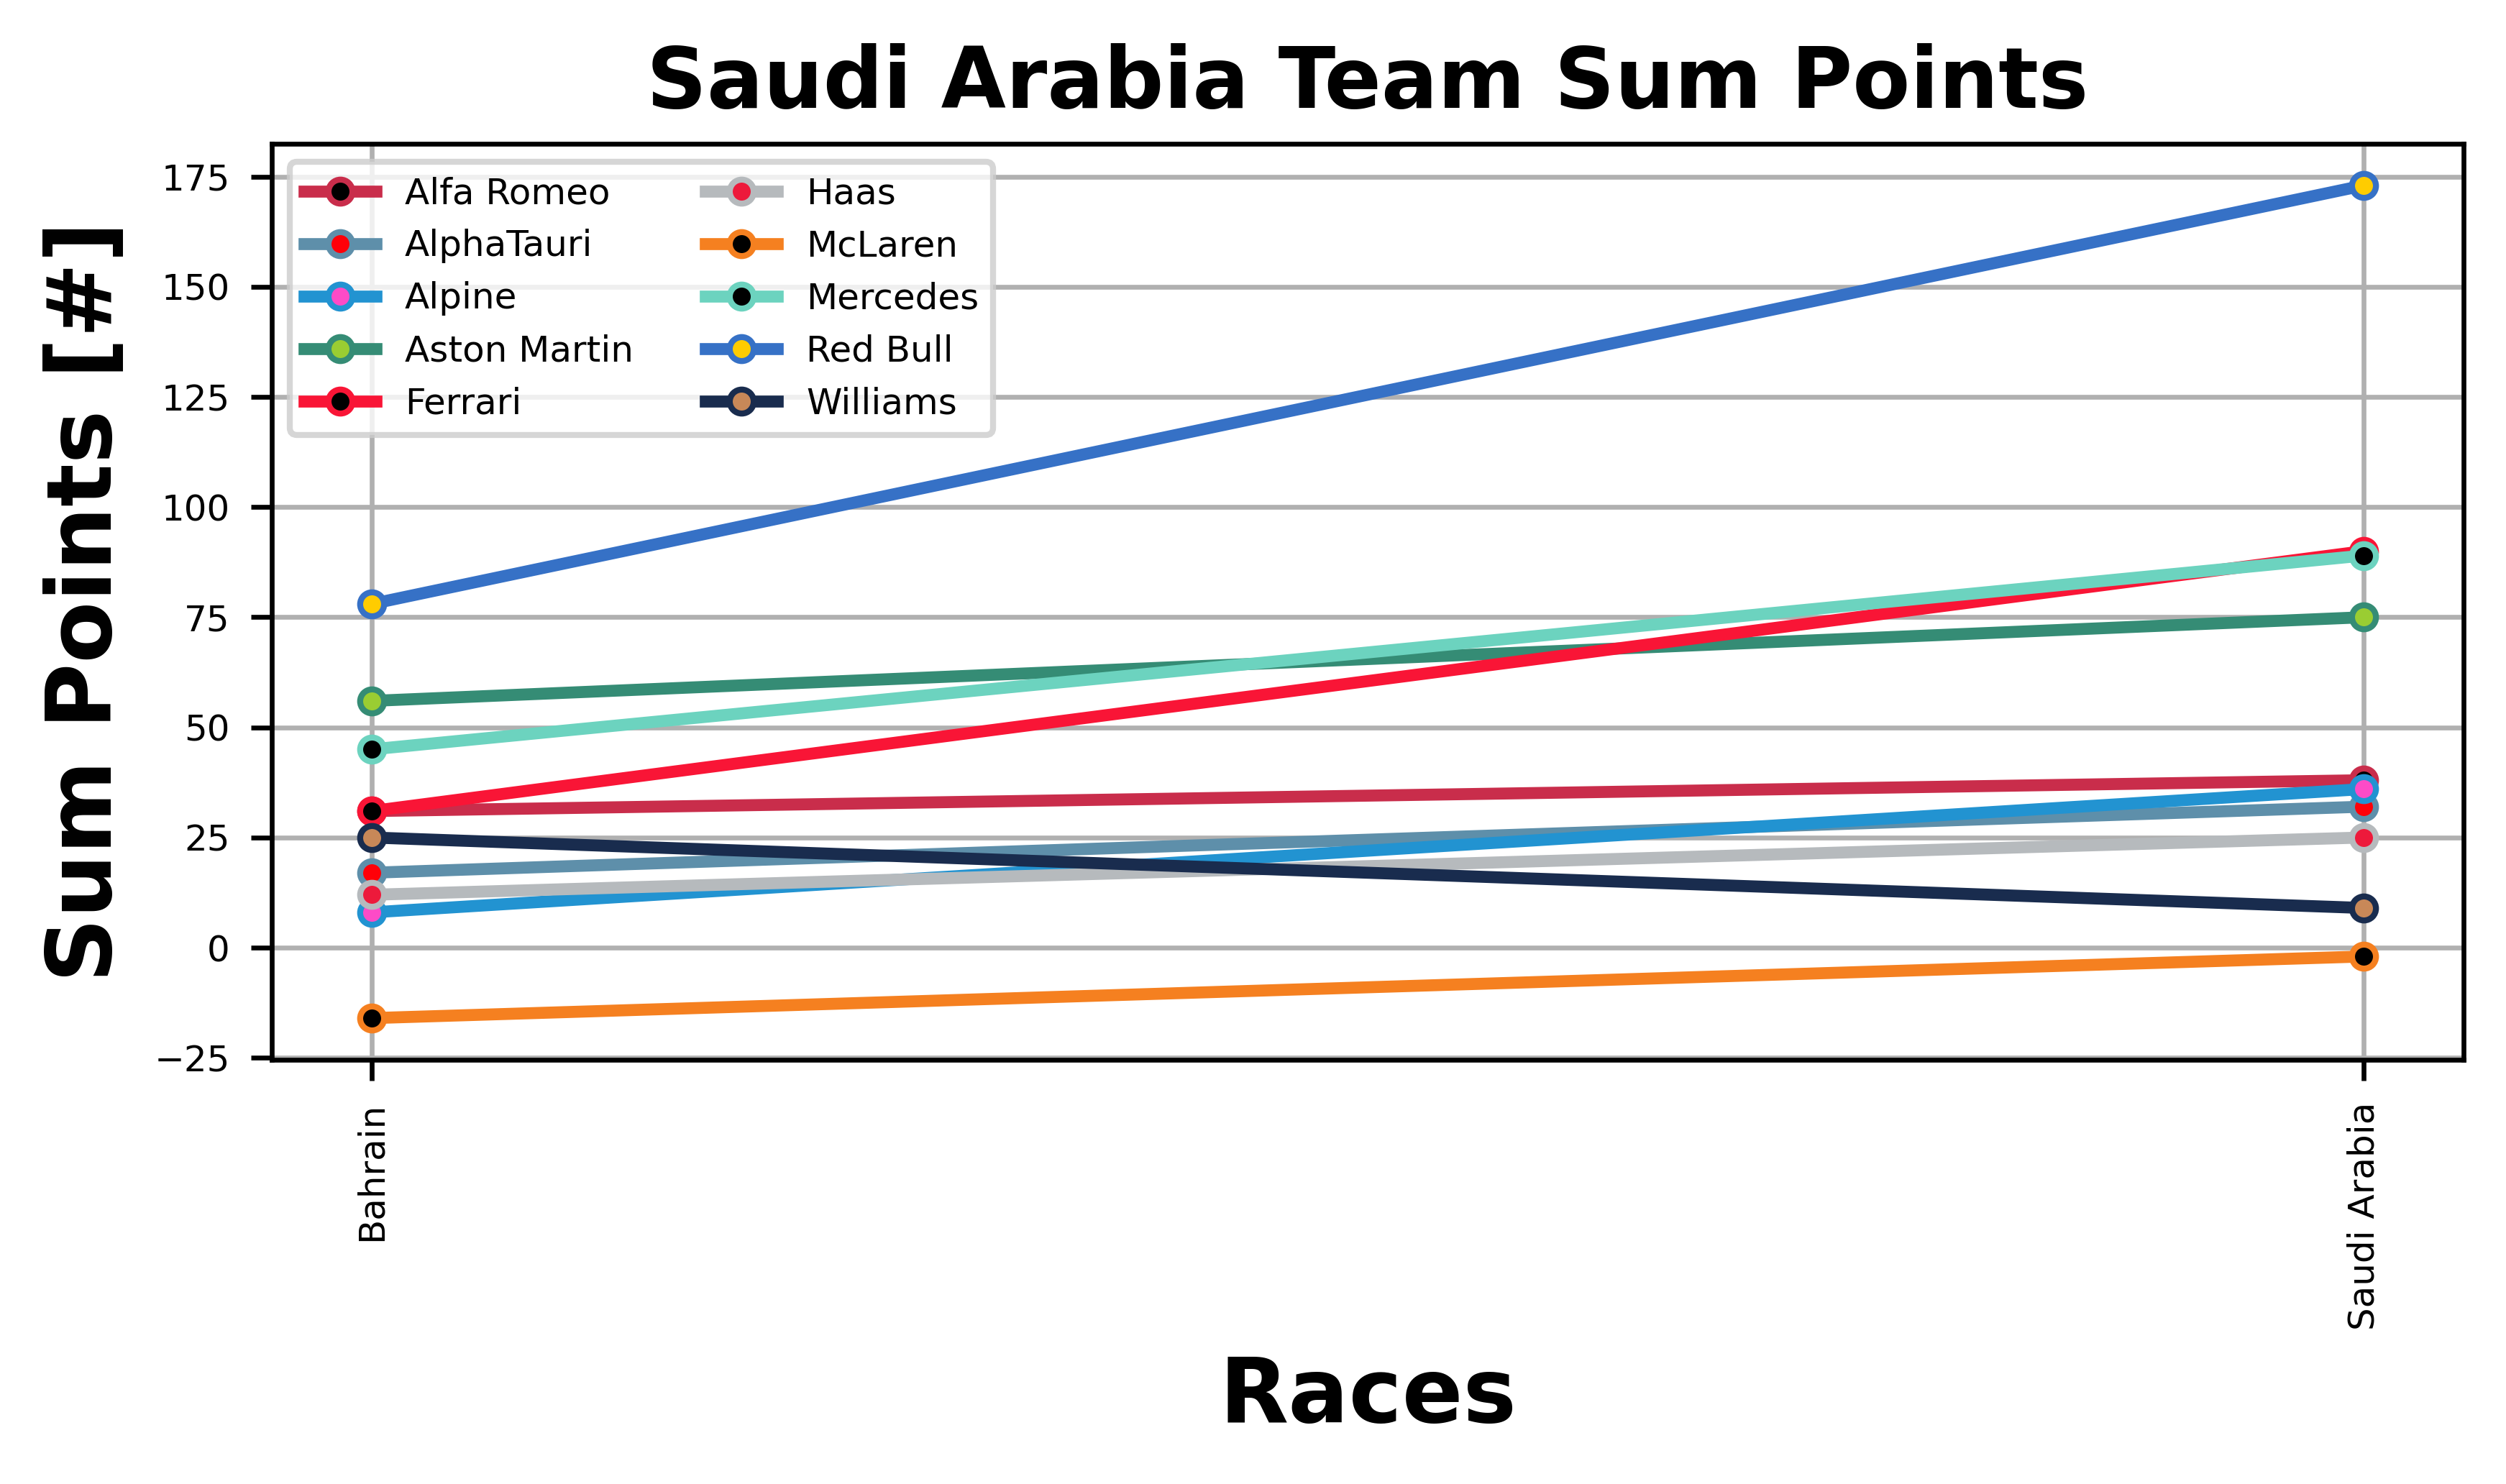 Saudi Arabia Team Sum Points
Sum Points [#]
175
150
125
100
75
50
25
0
−25
Alfa Romeo
AlphaTauri
Alpine
Aston Martin
Ferrari
Haas
McLaren
Mercedes
Red Bull
Williams
Bahrain
Saudi Arabia
Races